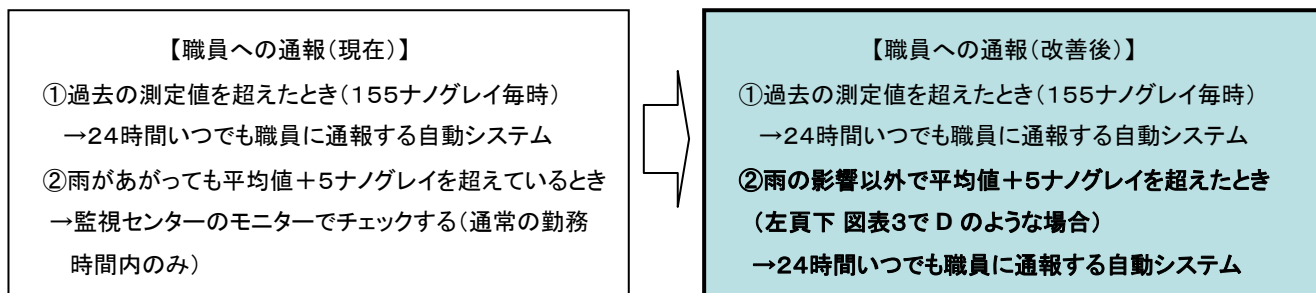 【職員への通報（現在）】
①過去の測定値を超えたとき（１５５ナノグレイ毎時）
→２４時間いつでも職員に通報する自動システム
②雨があがっても平均値＋５ナノグレイを超えているとき
→監視センターのモニターでチェックする（通常の勤務
時間内のみ）
【職員への通報（改善後）】
①過去の測定値を超えたとき（１５５ナノグレイ毎時）
→２４時間いつでも職員に通報する自動システム
②雨の影響以外で平均値＋５ナノグレイを超えたとき
（左頁下 図表３で D のような場合）
→２４時間いつでも職員に通報する自動システム